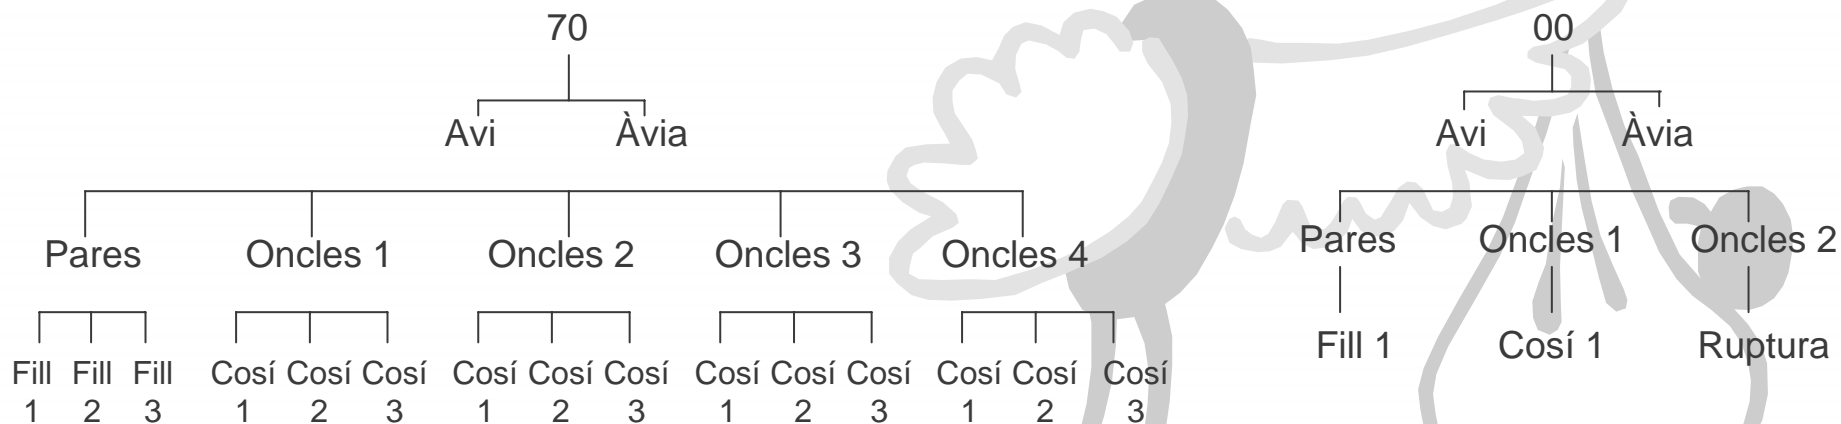 70
Avi Àvia
Pares Oncles 1 Oncles 2 Oncles 3 Oncles 4
Fill Fill Fill Cosí Cosí Cosí Cosí Cosí Cosí Cosí Cosí Cosí Cosí Cosí Cosí
1 2 3 1 2 3 1 2 3 1 2 3 1 2 3
00
Avi Àvia
Pares Oncles 1 Oncles 2
Fill 1 Cosí 1 Ruptura